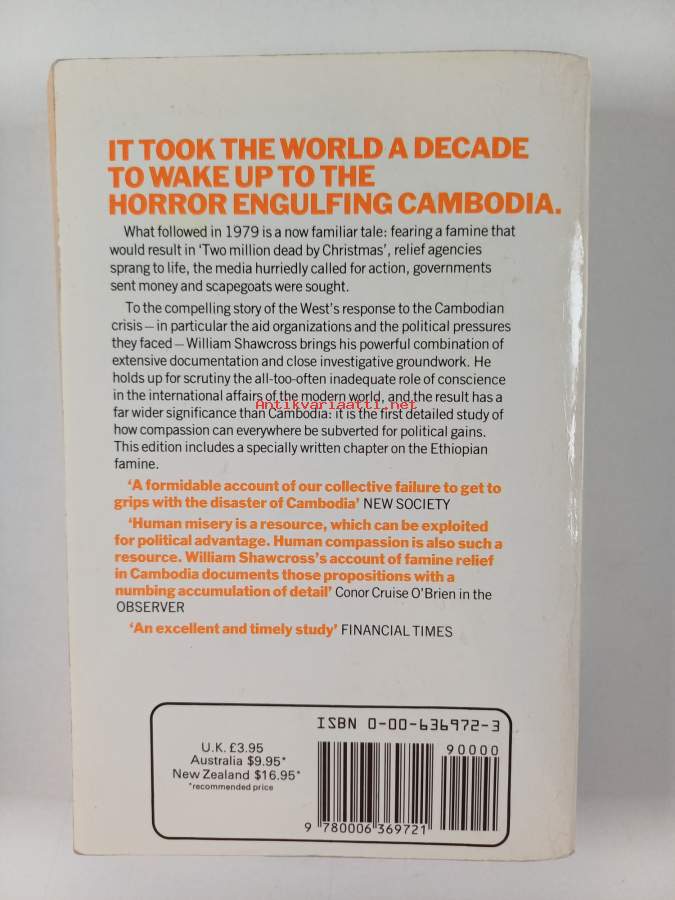 IT TOOK THE WORLD A DECADE
TO WAKE UP TO THE
HORROR ENGULFING CAMBODIA.
What followed in 1979 is a now familiar tale: fearing a famine that
would result in ‘Two million dead by Christmas’, relief agencies
sprang to life, the media hurriedly called for action, governments
sent money and scapegoats were sought.
To the compelling story of the West's response to the Cambodian
crisis – in particular the aid organizations and the political pressures
they faced – William Shawcross brings his powerful combination of
extensive documentation and close investigative groundwork. He
holds up for scrutiny the all-too-often inadequate role of conscience
in the international affairs of the modern world, and the result has a
Antikvariaatti.net
far wider significance than Cambodia: it is the first detailed study of
how compassion can everywhere be subverted for political gains.
This edition includes a specially written chapter on the Ethiopian
famine.
‘A formidable account of our collective failure to get to
grips with the disaster of Cambodia’ NEW SOCIETY
‘Human misery is a resource, which can be exploited
for political advantage. Human compassion is also such a
resource. William Shawcross's account of famine relief
in Cambodia documents those propositions with a
numbing accumulation of detail’ Conor Cruise O'Brien in the
OBSERVER
‘An excellent and timely study’ FINANCIAL TIMES
ISBN 0-00-636972-3
U.K. £3.95
Australia $9.95*
New Zealand $16.95*
*recommended price
90000
9 780006 369721